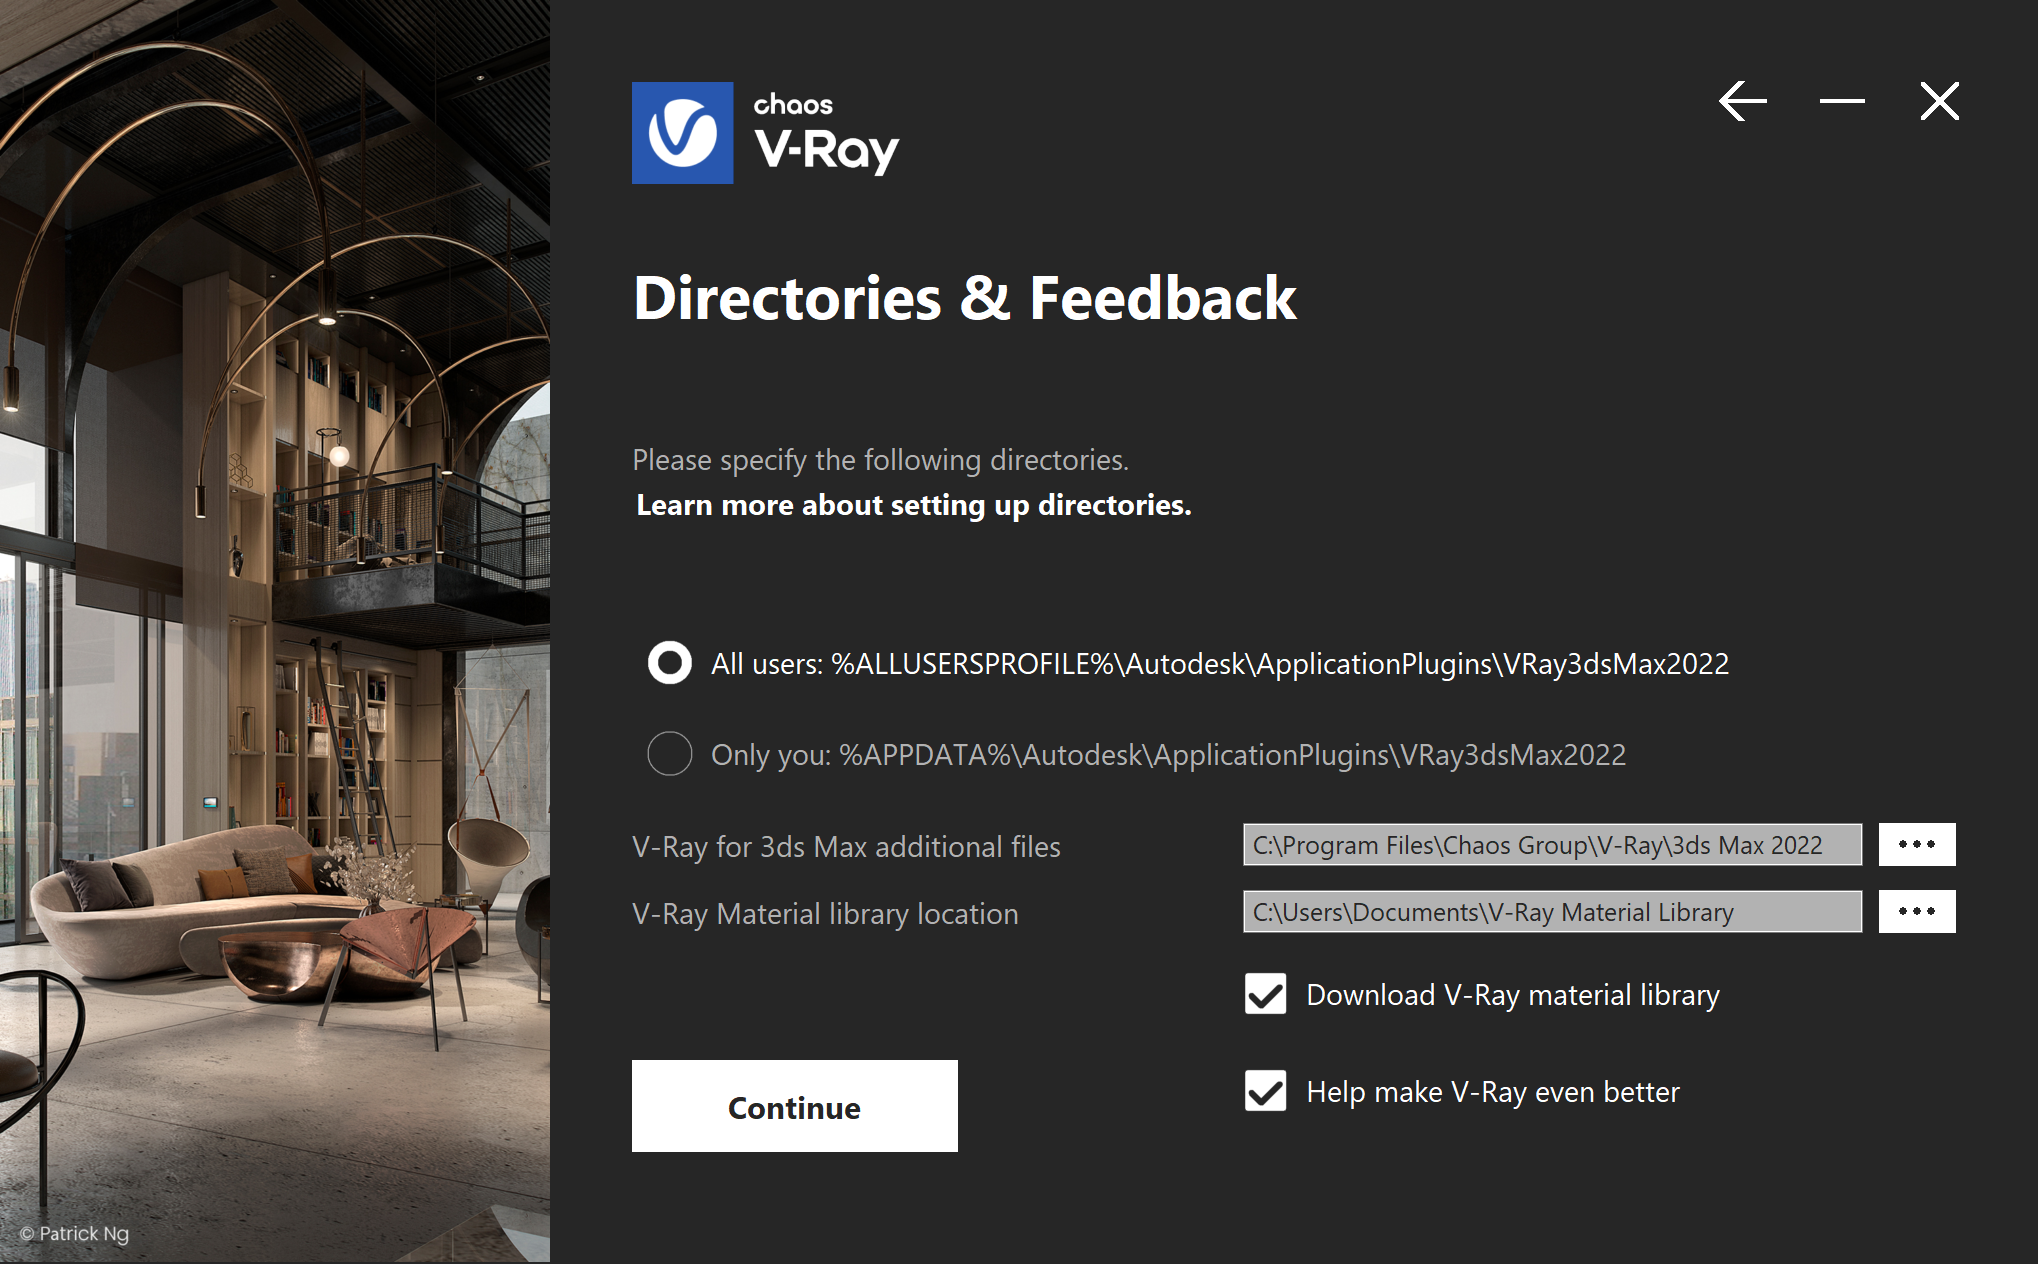 chaos
V-Ray
Directories & Feedback
Please specify the following directories.
Learn more about setting up directories.
All users: %ALLUSERSPROFILE%\Autodesk\ApplicationPlugins\VRay3dsMax2022
Only you: %APPDATA%\Autodesk\ApplicationPlugins\VRay3dsMax2022
V-Ray for 3ds Max additional files
C:\Program Files\Chaos Group\V-Ray\3ds Max 2022
V-Ray Material library location
C:\Users\Documents\V-Ray Material Library
Download V-Ray material library
Help make V-Ray even better
Continue
© Patrick Ng